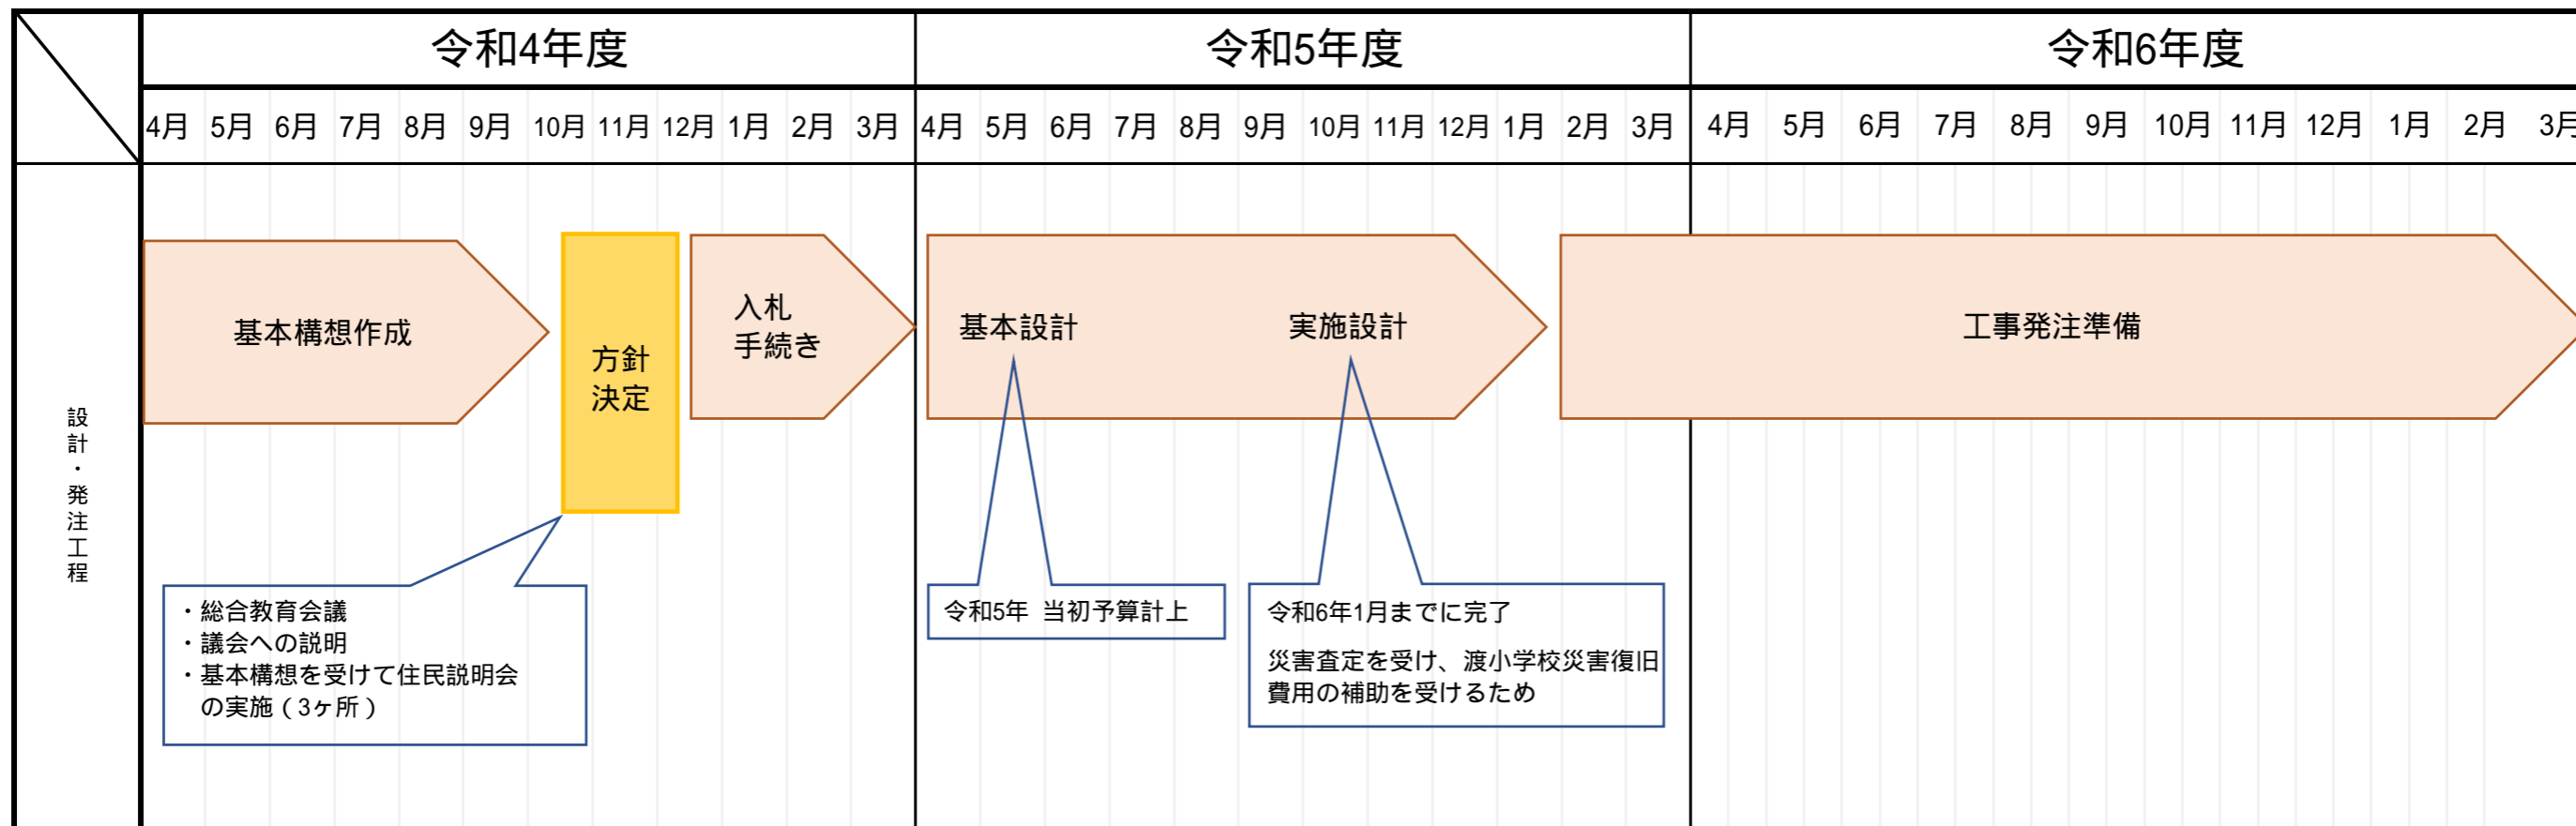 令和4年度
令和5年度
令和6年度
4月 5月 6月 7月 8月 9月 10月 11月 12月 1月 2月 3月 4月 5月 6月 7月 8月 9月 10月 11月 12月 1月 2月 3月 4月 5月 6月 7月 8月 9月 10月 11月 12月 1月 2月 3月
設計・発注工程
基本構想作成
方針
決定
入札
手続き
基本設計
実施設計
工事発注準備
・総合教育会議
・議会への説明
・基本構想を受けて住民説明会
の実施(3ヶ所)
令和5年 当初予算計上
令和6年1月までに完了
災害査定を受け、渡小学校災害復旧
費用の補助を受けるため